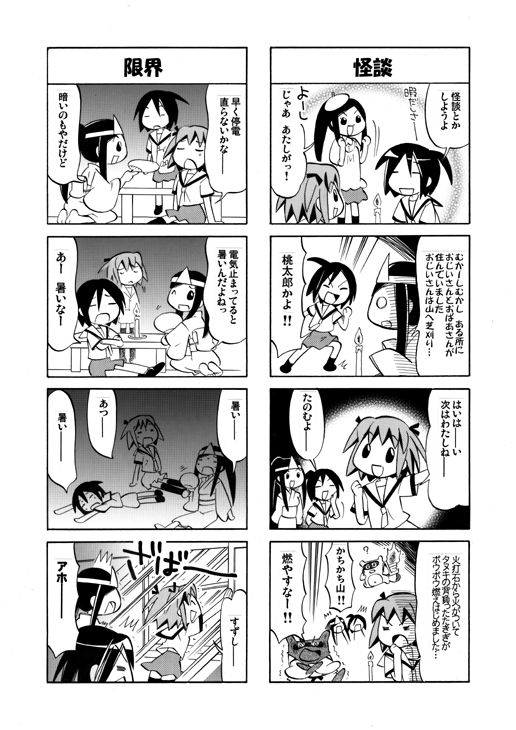 怪談
怪談とか
しようよ
暇だしさー
よーし
じゃあ あたしがっ!
むかーしむかし ある所に
おじいさんとおばあさんが
住んでいました
おじいさんは山へ芝刈り…
桃太郎かよ!!
はいはーい
次はわたしねー
たのむよー
火打石から火がついて
タヌキの背負ったたきぎが
ボウボウ燃えはじめました…
?
かちかち山!!
燃やすなー!!
限界
早く停電
直らないかな
暗いのもやだけど
電気止まってると
暑いんだよねっ
あー 暑いなー
暑いー
あつー
暑いー
ざばー
すずしー
アホ